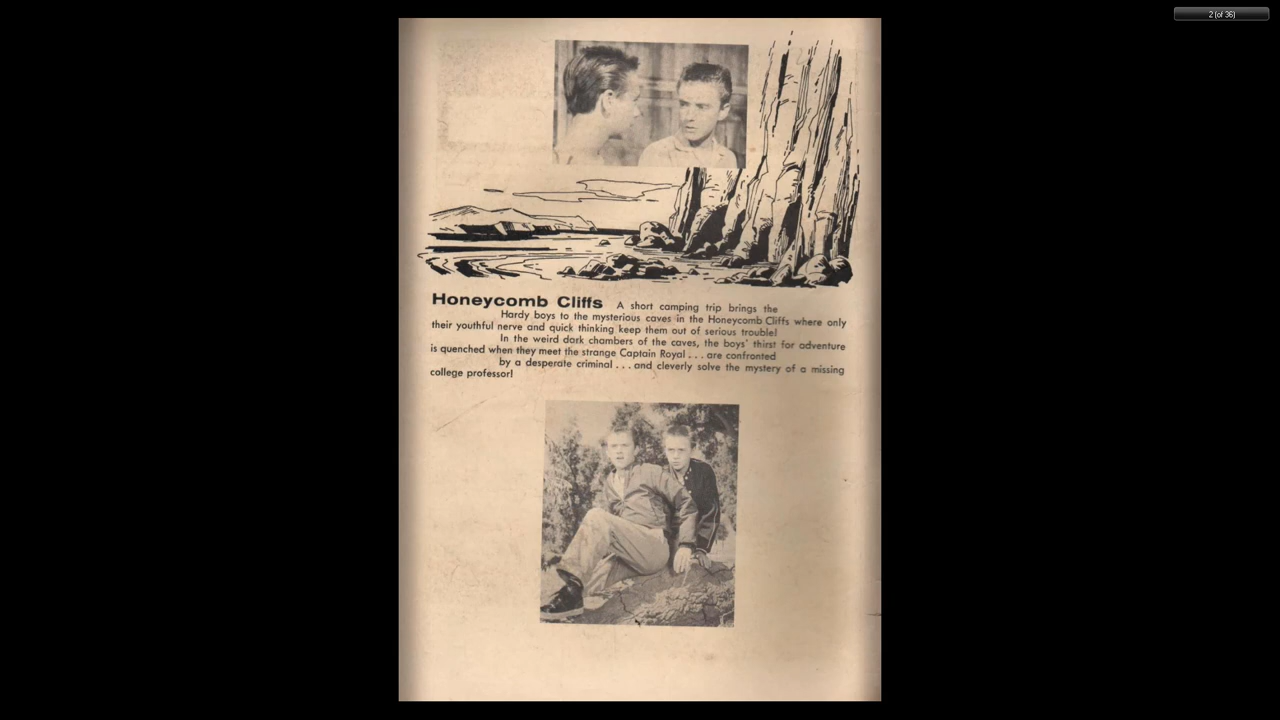 2 (of 36)
Honeycomb Cliffs A short camping trip brings the
Hardy boys to the mysterious caves in the Honeycomb Cliffs where only
their youthful nerve and quick thinking keep them out of serious trouble!
In the weird dark chambers of the caves, the boys' thirst for adventure
is quenched when they meet the strange Captain Royal . . . are confronted
by a desperate criminal . . . and cleverly solve the mystery of a missing
college professor!